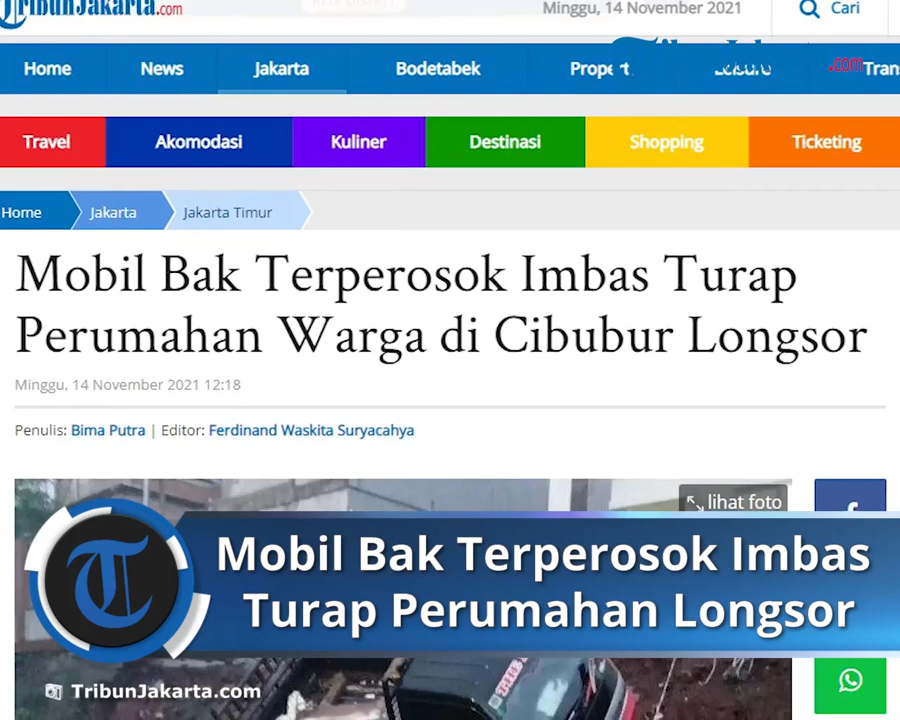 TribunJakarta.com
Minggu, 14 November 2021
Cari
Home News Jakarta Bodetabek
.com
Travel Akomodasi Kuliner Destinasi Shopping Ticketing
Home Jakarta Jakarta Timur
Mobil Bak Terperosok Imbas Turap
Perumahan Warga di Cibubur Longsor
Minggu, 14 November 2021 12:18
Penulis: Bima Putra | Editor: Ferdinand Waskita Suryacahya
lihat foto
Mobil Bak Terperosok Imbas
Turap Perumahan Longsor
TribunJakarta.com